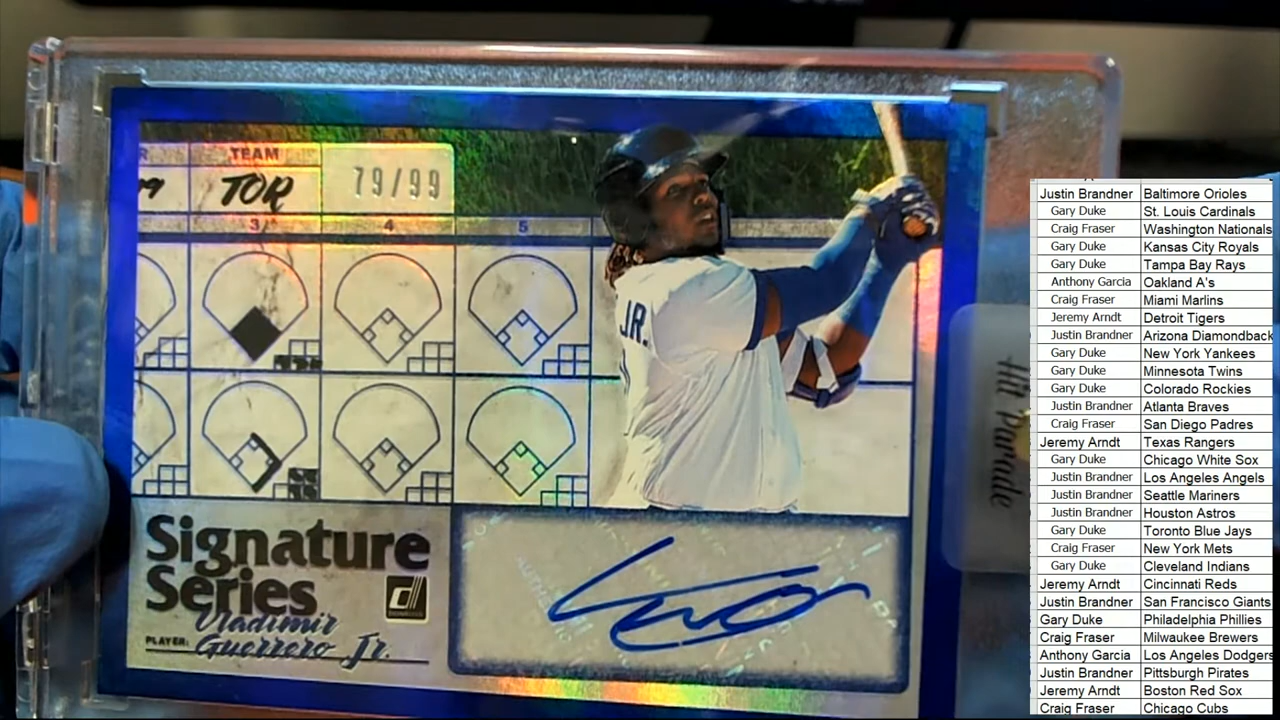 TEAM
TOR
79/99
3
4
5
JR.
Signature
Series
PLAYER: Vladimir
Guerrero Jr.
Hit Parade
Justin Brandner Baltimore Orioles
Gary Duke St. Louis Cardinals
Craig Fraser Washington Nationals
Gary Duke Kansas City Royals
Gary Duke Tampa Bay Rays
Anthony Garcia Oakland A's
Craig Fraser Miami Marlins
Jeremy Arndt Detroit Tigers
Justin Brandner Arizona Diamondback
Gary Duke New York Yankees
Gary Duke Minnesota Twins
Gary Duke Colorado Rockies
Justin Brandner Atlanta Braves
Craig Fraser San Diego Padres
Jeremy Arndt Texas Rangers
Gary Duke Chicago White Sox
Justin Brandner Los Angeles Angels
Justin Brandner Seattle Mariners
Justin Brandner Houston Astros
Gary Duke Toronto Blue Jays
Craig Fraser New York Mets
Gary Duke Cleveland Indians
Jeremy Arndt Cincinnati Reds
Justin Brandner San Francisco Giants
Gary Duke Philadelphia Phillies
Craig Fraser Milwaukee Brewers
Anthony Garcia Los Angeles Dodgers
Justin Brandner Pittsburgh Pirates
Jeremy Arndt Boston Red Sox
Craig Fraser Chicago Cubs